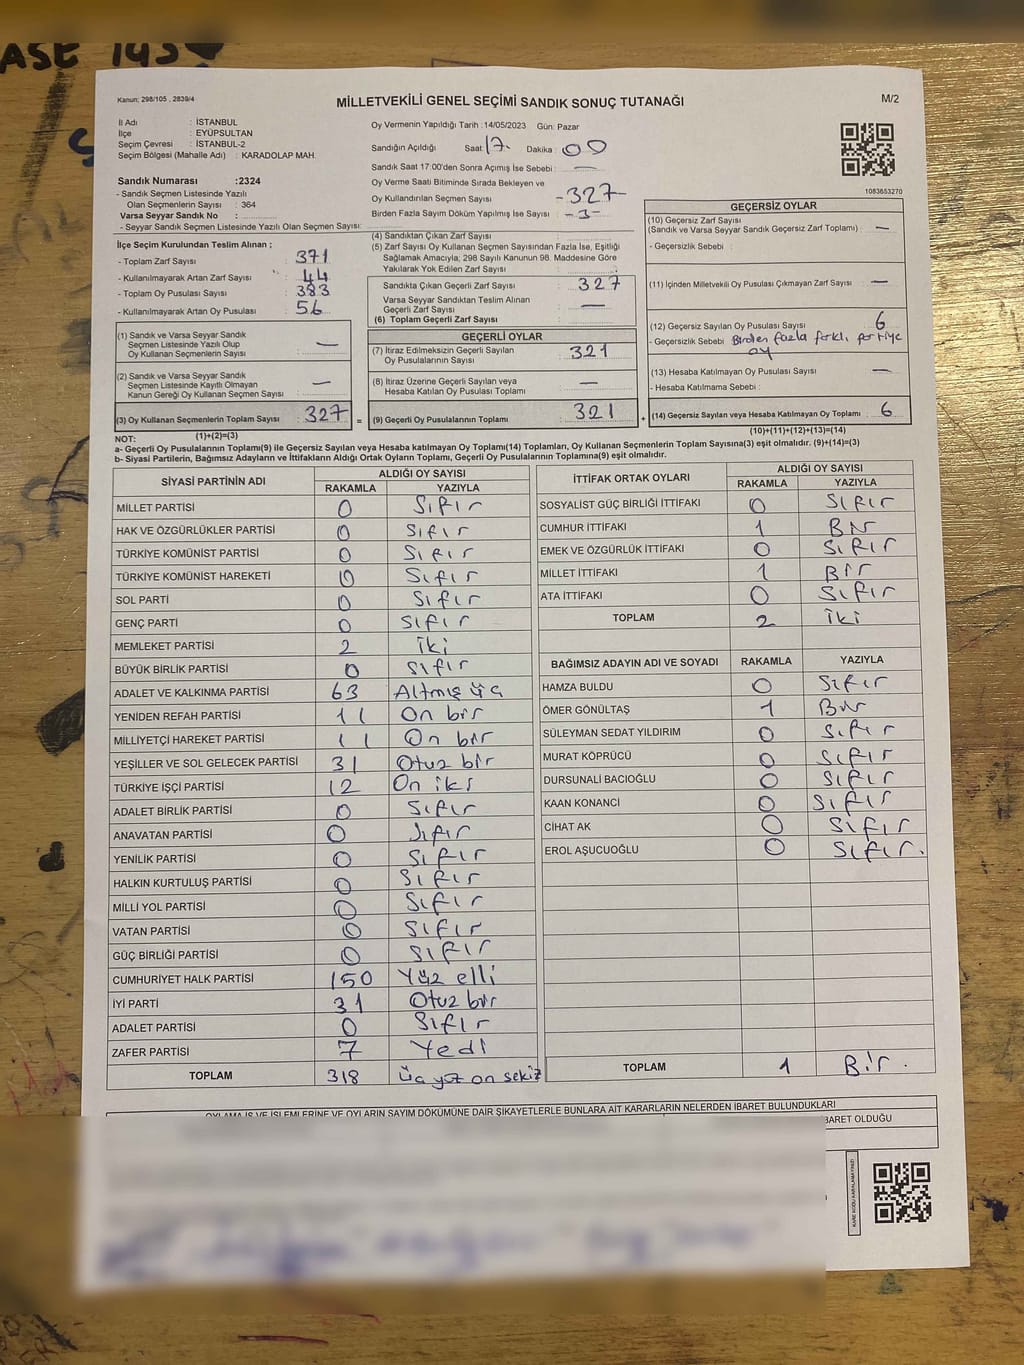 ASE 143
Kanun: 298/105 , 2839/4
MİLLETVEKİLİ GENEL SEÇİMİ SANDIK SONUÇ TUTANAĞI
M/2
İl Adı : İSTANBUL
İlçe : EYÜPSULTAN
Seçim Çevresi : İSTANBUL-2
Seçim Bölgesi (Mahalle Adı) : KARADOLAP MAH.
Oy Vermenin Yapıldığı Tarih :14/05/2023 Gün: Pazar
Sandığın Açıldığı Saat 17 Dakika : 00
Sandık Saat 17:00'den Sonra Açımış İse Sebebi : —
Oy Verme Saati Bitiminde Sırada Bekleyen ve
Oy Kullandırılan Seçmen Sayısı -327-
Birden Fazla Sayım Döküm Yapılmış İse Sayısı -3-
1083653270
Sandık Numarası :2324
- Sandık Seçmen Listesinde Yazılı
Olan Seçmenlerin Sayısı : 364
Varsa Seyyar Sandık No :
- Seyyar Sandık Seçmen Listesinde Yazılı Olan Seçmen Sayısı:
İlçe Seçim Kurulundan Teslim Alınan ;
- Toplam Zarf Sayısı : 371
- Kullanılmayarak Artan Zarf Sayısı : 44
- Toplam Oy Pusulası Sayısı : 383
- Kullanılmayarak Artan Oy Pusulası : 56
(4) Sandıktan Çıkan Zarf Sayısı
(5) Zarf Sayısı Oy Kullanan Seçmen Sayısından Fazla İse, Eşitliği
Sağlamak Amacıyla, 298 Sayılı Kanunun 98. Maddesine Göre
Yakılarak Yok Edilen Zarf Sayısı :
Sandıkta Çıkan Geçerli Zarf Sayısı : 327
Varsa Seyyar Sandıktan Teslim Alınan
Geçerli Zarf Sayısı : —
(6) Toplam Geçerli Zarf Sayısı :
GEÇERSİZ OYLAR
(10) Geçersiz Zarf Sayısı
(Sandık ve Varsa Seyyar Sandık Geçersiz Zarf Toplamı) : —
- Geçersizlik Sebebi :
(11) İçinden Milletvekili Oy Pusulası Çıkmayan Zarf Sayısı : —
(12) Geçersiz Sayılan Oy Pusulası Sayısı : 6
- Geçersizlik Sebebi Birden fazla farklı partiye
oy
(13) Hesaba Katılmayan Oy Pusulası Sayısı : —
- Hesaba Katılmama Sebebi :
(14) Geçersiz Sayılan veya Hesaba Katılmayan Oy Toplamı : 6
(10)+(11)+(12)+(13)=(14)
(1) Sandık ve Varsa Seyyar Sandık
Seçmen Listesinde Yazılı Olup
Oy Kullanan Seçmenlerin Sayısı : —
(2) Sandık ve Varsa Seyyar Sandık
Seçmen Listesinde Kayıtlı Olmayan
Kanun Gereği Oy Kullanan Seçmen Sayısı : —
(3) Oy Kullanan Seçmenlerin Toplam Sayısı : 327 =
(1)+(2)=(3)
GEÇERLİ OYLAR
(7) İtiraz Edilmeksizin Geçerli Sayılan
Oy Pusulalarının Sayısı : 321
(8) İtiraz Üzerine Geçerli Sayılan veya
Hesaba Katılan Oy Pusulası Toplamı : —
(9) Geçerli Oy Pusulalarının Toplamı : 321 +
NOT:
a- Geçerli Oy Pusulalarının Toplamı(9) ile Geçersiz Sayılan veya Hesaba katılmayan Oy Toplamı(14) Toplamları, Oy Kullanan Seçmenlerin Toplam Sayısına(3) eşit olmalıdır. (9)+(14)=(3)
b- Siyasi Partilerin, Bağımsız Adayların ve İttifakların Aldığı Oy Sayısı Toplamı, Geçerli Oy Pusulalarının Toplamına(9) eşit olmalıdır.
SİYASİ PARTİNİN ADI ALDIĞI OY SAYISI
RAKAMLA YAZIYLA
MİLLET PARTİSİ 0 Sıfır
HAK VE ÖZGÜRLÜKLER PARTİSİ 0 Sıfır
TÜRKİYE KOMÜNİST PARTİSİ 0 Sıfır
TÜRKİYE KOMÜNİST HAREKETİ 0 Sıfır
SOL PARTİ 0 Sıfır
GENÇ PARTİ 0 Sıfır
MEMLEKET PARTİSİ 2 İki
BÜYÜK BİRLİK PARTİSİ 0 Sıfır
ADALET VE KALKINMA PARTİSİ 63 Altmış üç
YENİDEN REFAH PARTİSİ 11 On bir
MİLLİYETÇİ HAREKET PARTİSİ 11 On bir
YEŞİLLER VE SOL GELECEK PARTİSİ 31 Otuz bir
TÜRKİYE İŞÇİ PARTİSİ 12 On iki
ADALET BİRLİK PARTİSİ 0 Sıfır
ANAVATAN PARTİSİ 0 Sıfır
YENİLİK PARTİSİ 0 Sıfır
HALKIN KURTULUŞ PARTİSİ 0 Sıfır
MİLLİ YOL PARTİSİ 0 Sıfır
VATAN PARTİSİ 0 Sıfır
GÜÇ BİRLİĞİ PARTİSİ 0 Sıfır
CUMHURİYET HALK PARTİSİ 150 Yüz elli
İYİ PARTİ 31 Otuz bir
ADALET PARTİSİ 0 Sıfır
ZAFER PARTİSİ 7 Yedi
TOPLAM 318 Üç yüz on sekiz
İTTİFAK ORTAK OYLARI ALDIĞI OY SAYISI
RAKAMLA YAZIYLA
SOSYALİST GÜÇ BİRLİĞİ İTTİFAKI 0 Sıfır
CUMHUR İTTİFAKI 1 Bir
EMEK VE ÖZGÜRLÜK İTTİFAKI 0 Sıfır
MİLLET İTTİFAKI 1 Bir
ATA İTTİFAKI 0 Sıfır
TOPLAM 2 İki
BAĞIMSIZ ADAYIN ADI VE SOYADI RAKAMLA YAZIYLA
HAMZA BULDU 0 Sıfır
ÖMER GÖNÜLTAŞ 1 Bir
SÜLEYMAN SEDAT YILDIRIM 0 Sıfır
MURAT KÖPRÜCÜ 0 Sıfır
DURSUNALİ BACIOĞLU 0 Sıfır
KAAN KONANCİ 0 Sıfır
CİHAT AK 0 Sıfır
EROL AŞUCUOĞLU 0 Sıfır.
TOPLAM 1 Bir.
OYLAMA İŞ VE İŞLEMLERİNE VE OYLARIN SAYIM DÖKÜMÜNE DAİR ŞİKAYETLERLE BUNLARA AİT KARARLARIN NELERDEN İBARET BULUNDUKLARI
BARET OLDUĞU
KARE KODU KARALAMAYINIZ!